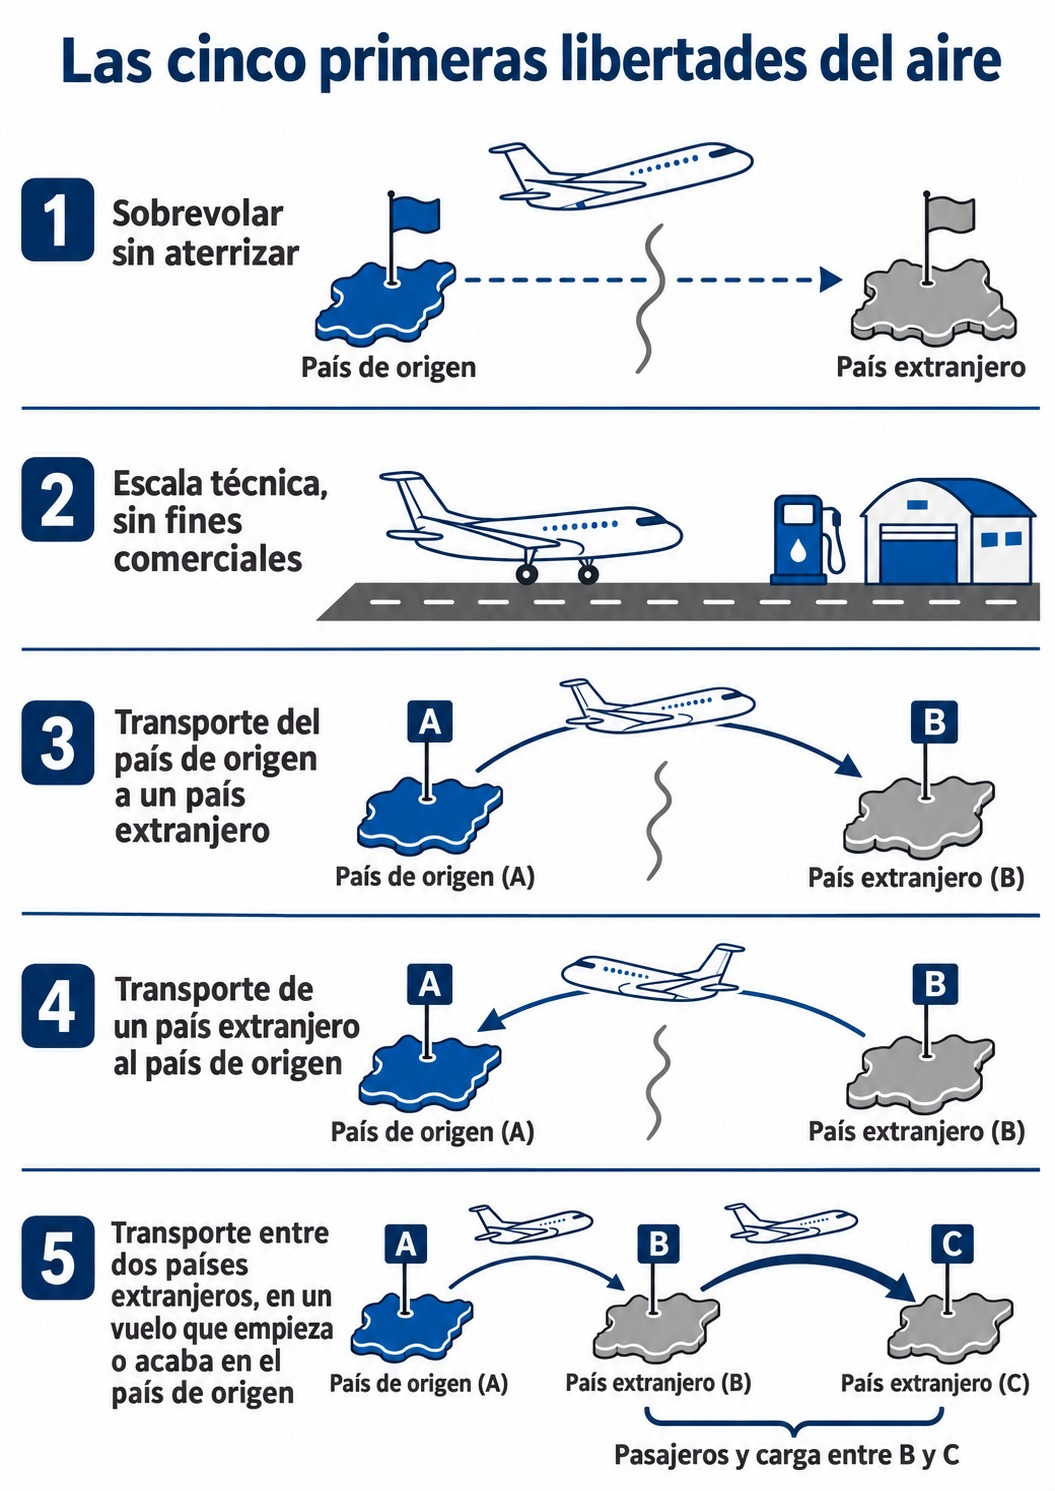 Las cinco primeras libertades del aire
1
Sobrevolar
sin aterrizar
País de origen
País extranjero
2
Escala técnica,
sin fines
comerciales
3
Transporte del
país de origen
a un país
extranjero
A
B
País de origen (A)
País extranjero (B)
4
Transporte de
un país extranjero
al país de origen
A
B
País de origen (A)
País extranjero (B)
5
Transporte entre
dos países
extranjeros, en un
vuelo que empieza
o acaba en el
país de origen
A
B
C
País de origen (A)
País extranjero (B)
País extranjero (C)
Pasajeros y carga entre B y C